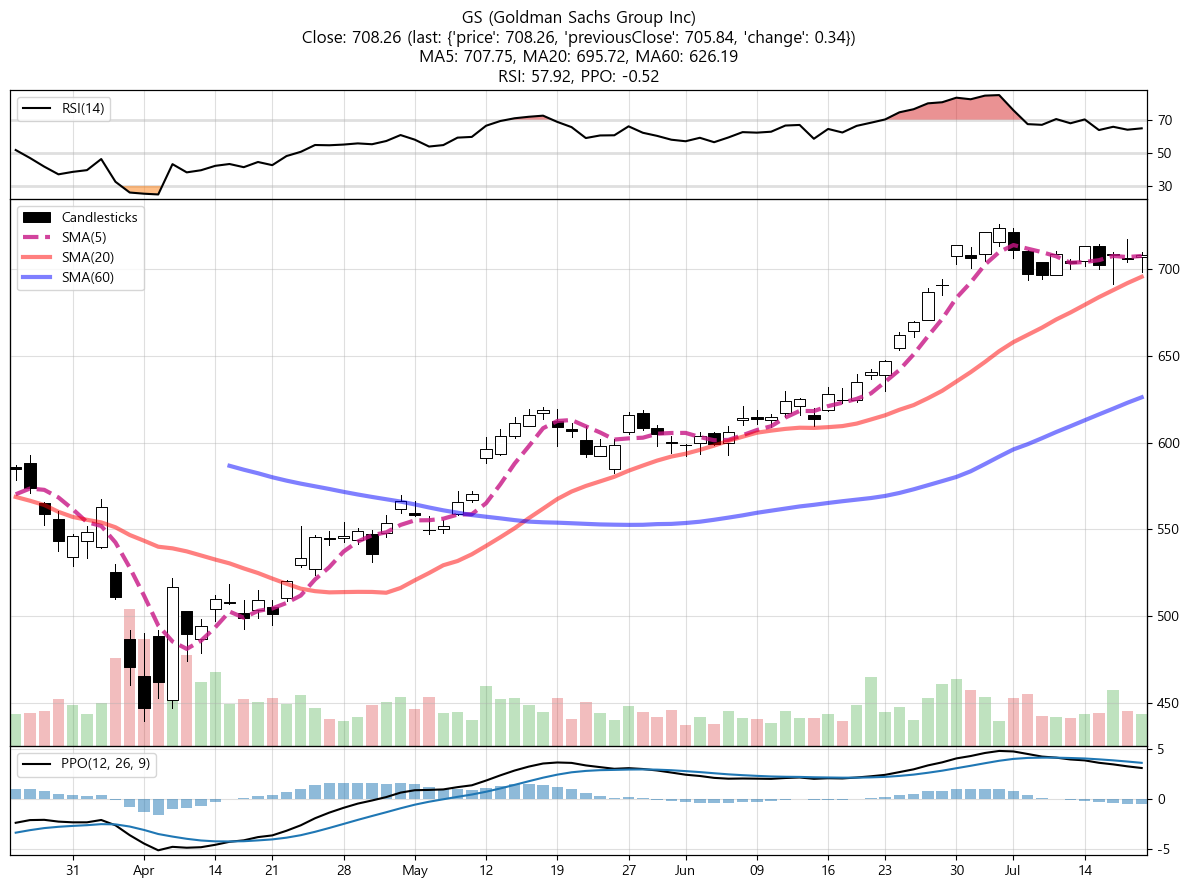 GS (Goldman Sachs Group Inc)
Close: 708.26 (last: {'price': 708.26, 'previousClose': 705.84, 'change': 0.34})
MA5: 707.75, MA20: 695.72, MA60: 626.19
RSI: 57.92, PPO: -0.52
RSI(14)
70
50
30
Candlesticks
SMA(5)
SMA(20)
SMA(60)
700
650
600
550
500
450
PPO(12, 26, 9)
5
0
-5
31 Apr 14 21 28 May 12 19 27 Jun 09 16 23 30 Jul 14